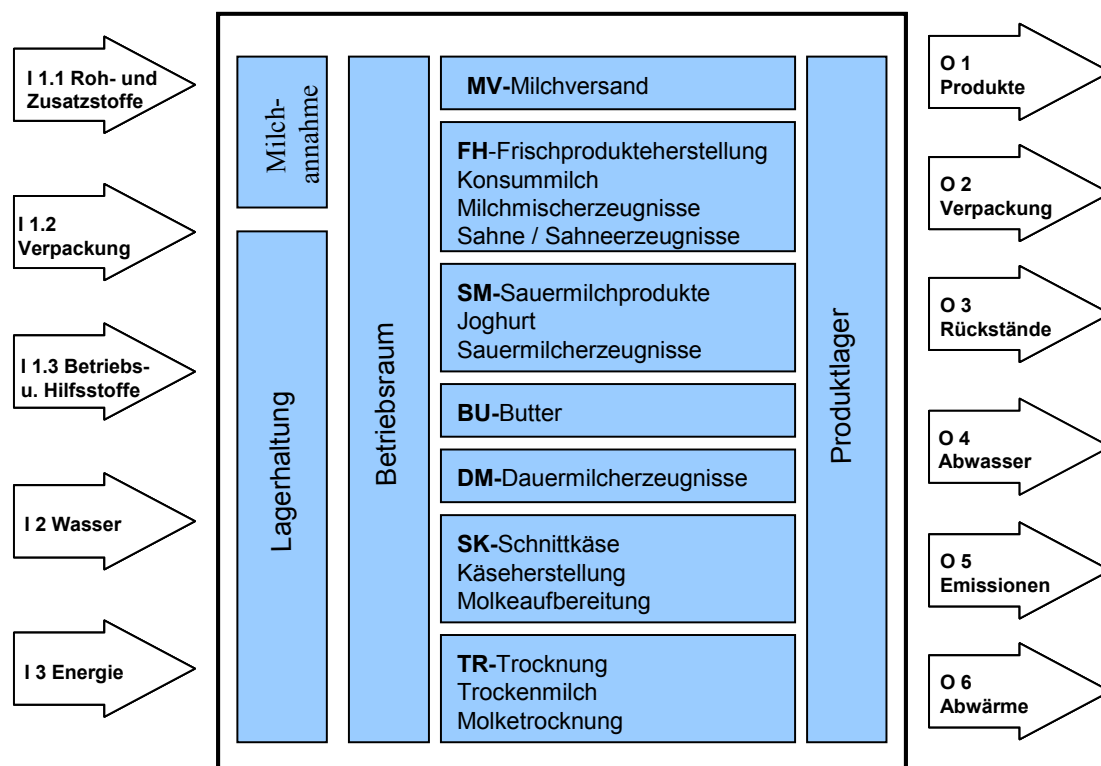 I 1.1 Roh- und
Zusatzstoffe
I 1.2
Verpackung
I 1.3 Betriebs-
u. Hilfsstoffe
I 2 Wasser
I 3 Energie
Milch-
annahme
Lagerhaltung
Betriebsraum
MV-Milchversand
FH-Frischprodukteherstellung
Konsummilch
Milchmischerzeugnisse
Sahne / Sahneerzeugnisse
SM-Sauermilchprodukte
Joghurt
Sauermilcherzeugnisse
BU-Butter
DM-Dauermilcherzeugnisse
SK-Schnittkäse
Käseherstellung
Molkeaufbereitung
TR-Trocknung
Trockenmilch
Molketrocknung
Produktlager
O 1
Produkte
O 2
Verpackung
O 3
Rückstände
O 4
Abwasser
O 5
Emissionen
O 6
Abwärme